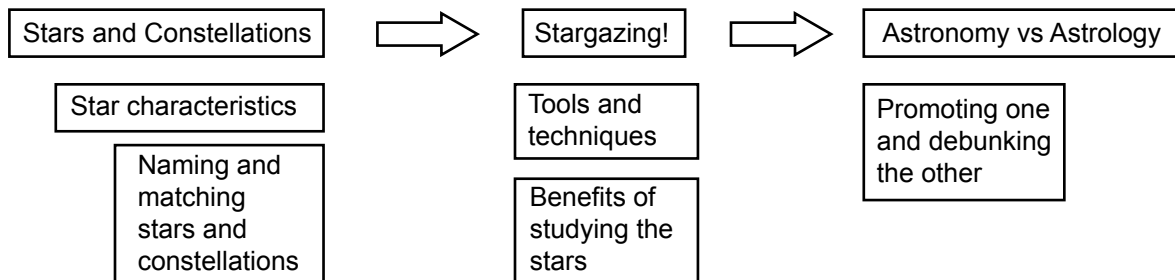 Stars and Constellations
Star characteristics
Naming and
matching
stars and
constellations
Stargazing!
Tools and
techniques
Benefits of
studying the
stars
Astronomy vs Astrology
Promoting one
and debunking
the other